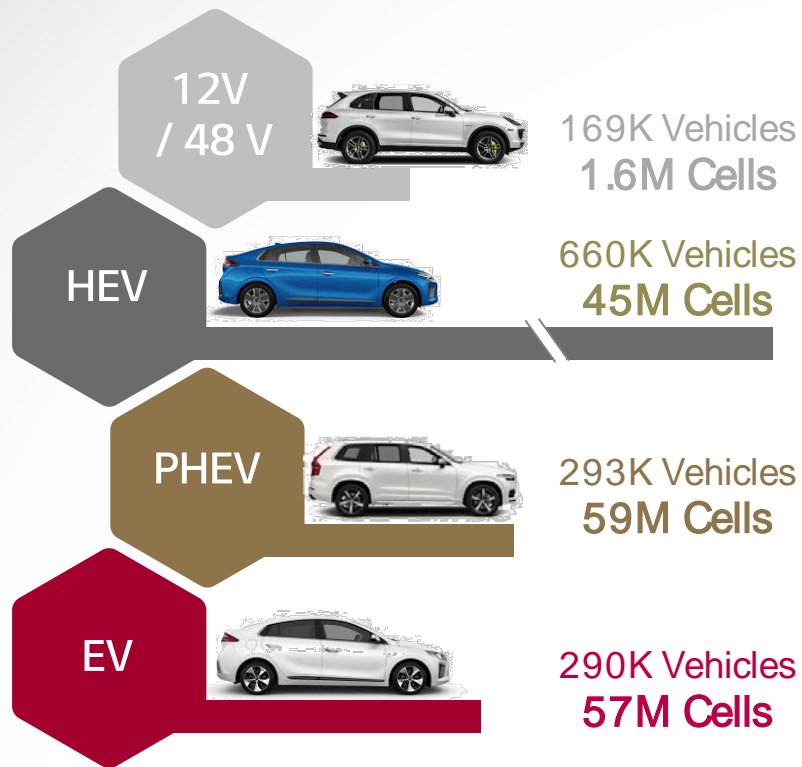 12V
/ 48 V
169K Vehicles
1.6M Cells
HEV
660K Vehicles
45M Cells
PHEV
293K Vehicles
59M Cells
EV
290K Vehicles
57M Cells